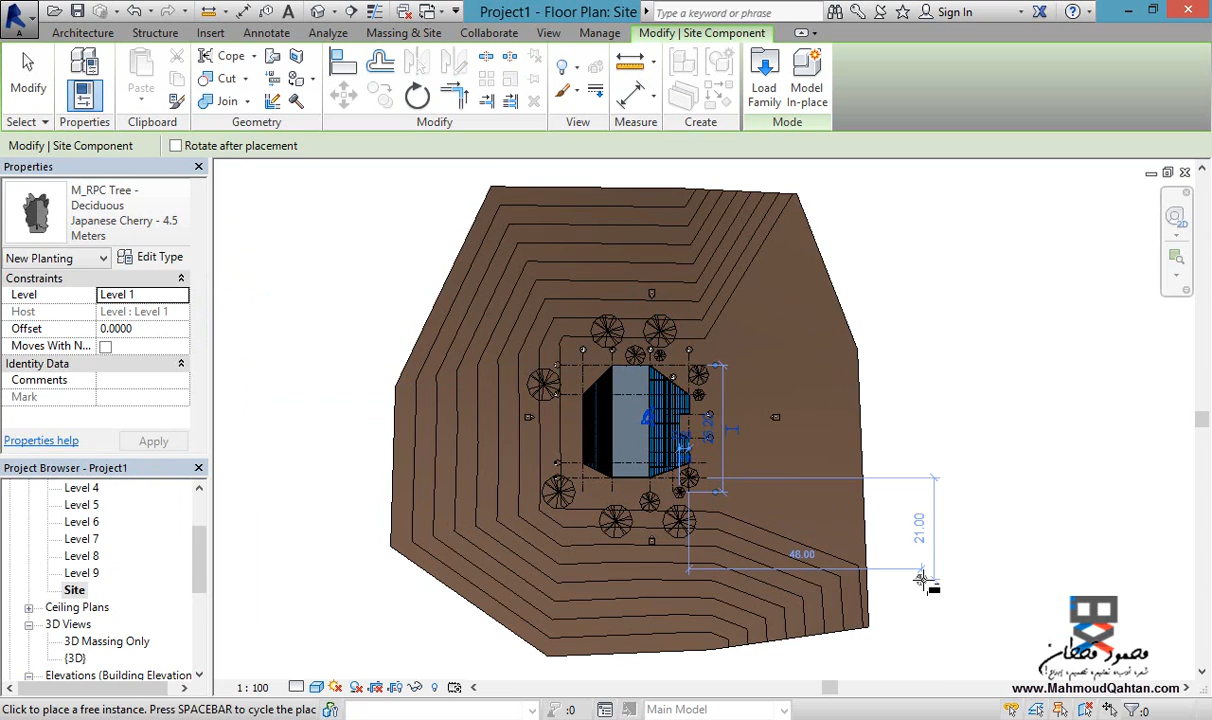 Project1 - Floor Plan: Site
Type a keyword or phrase
Sign In
Architecture Structure Insert Annotate Analyze Massing & Site Collaborate View Manage Modify | Site Component
Modify
Paste
Cope
Cut
Join
Load Family
Model In-place
Select Properties Clipboard Geometry Modify View Measure Create Mode
Modify | Site Component
Rotate after placement
Properties
M_RPC Tree -
Deciduous
Japanese Cherry - 4.5
Meters
New Planting
Edit Type
Constraints
Level Level 1
Host Level : Level 1
Offset 0.0000
Moves With N...
Identity Data
Comments
Mark
Properties help
Apply
Project Browser - Project1
Level 4
Level 5
Level 6
Level 7
Level 8
Level 9
Site
Ceiling Plans
3D Views
3D Massing Only
{3D}
Elevations (Building Elevation
21.00
46.00
2D
محمود قحطان
www.MahmoudQahtan.com
1 : 100
Click to place a free instance. Press SPACEBAR to cycle the plac
:0
Main Model
:0